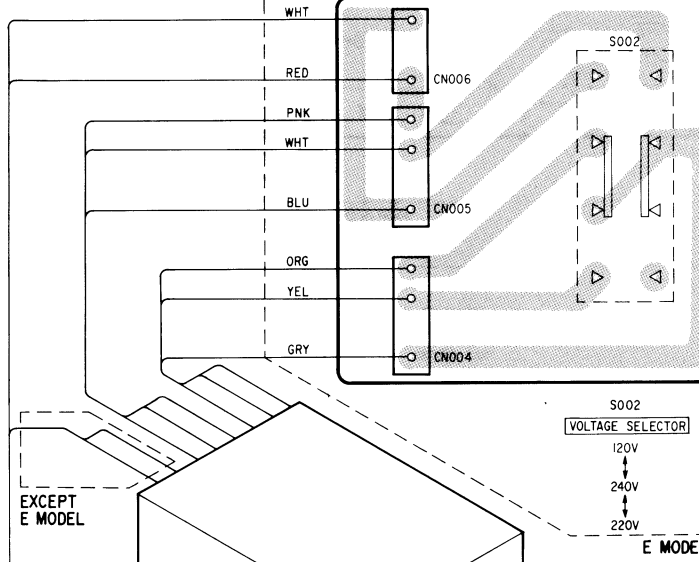 WHT
S002
RED
CN006
PNK
WHT
BLU
CN005
ORG
YEL
GRY
CN004
S002
VOLTAGE SELECTOR
120V
240V
220V
EXCEPT
E MODEL
E MODE